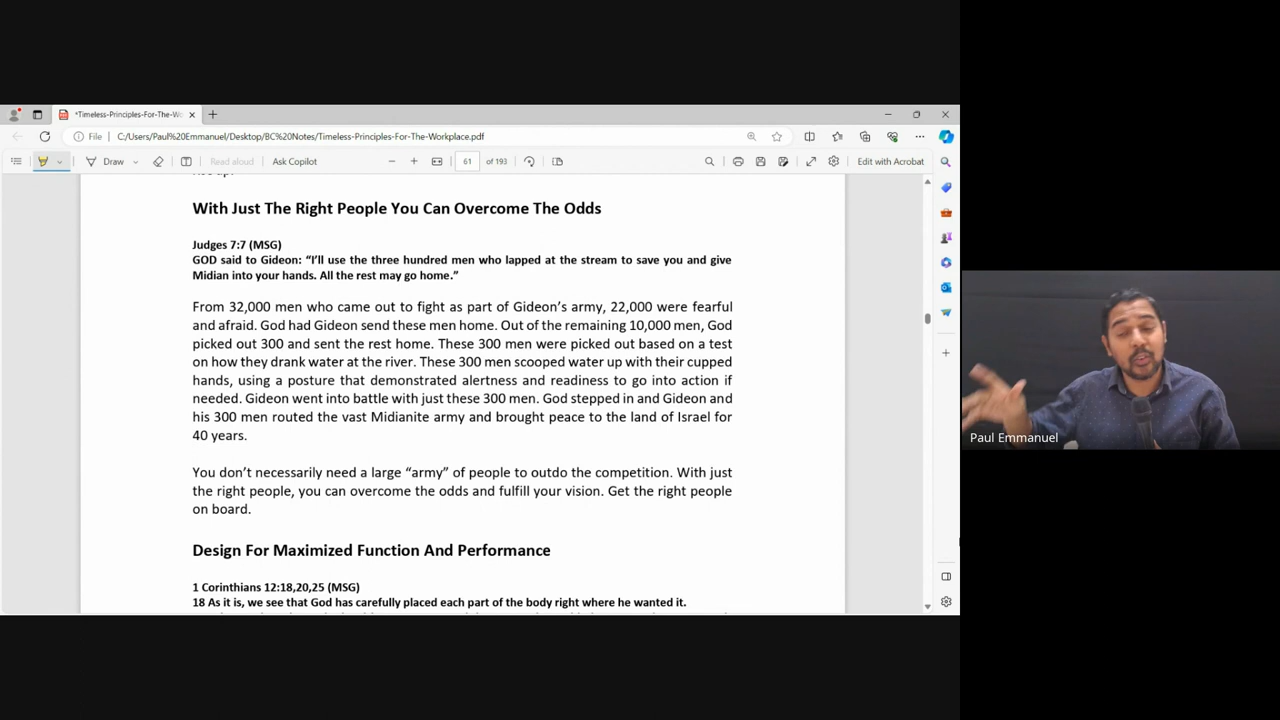 *Timeless-Principles-For-The-Wo
File
C:/Users/Paul%20Emmanuel/Desktop/BC%20Notes/Timeless-Principles-For-The-Workplace.pdf
Draw
Read aloud
Ask Copilot
61
of 193
Edit with Acrobat
With Just The Right People You Can Overcome The Odds
Judges 7:7 (MSG)
GOD said to Gideon: “I’ll use the three hundred men who lapped at the stream to save you and give
Midian into your hands. All the rest may go home.”
From 32,000 men who came out to fight as part of Gideon’s army, 22,000 were fearful
and afraid. God had Gideon send these men home. Out of the remaining 10,000 men, God
picked out 300 and sent the rest home. These 300 men were picked out based on a test
on how they drank water at the river. These 300 men scooped water up with their cupped
hands, using a posture that demonstrated alertness and readiness to go into action if
needed. Gideon went into battle with just these 300 men. God stepped in and Gideon and
his 300 men routed the vast Midianite army and brought peace to the land of Israel for
40 years.
You don’t necessarily need a large “army” of people to outdo the competition. With just
the right people, you can overcome the odds and fulfill your vision. Get the right people
on board.
Design For Maximized Function And Performance
1 Corinthians 12:18,20,25 (MSG)
18 As it is, we see that God has carefully placed each part of the body right where he wanted it.
Paul Emmanuel